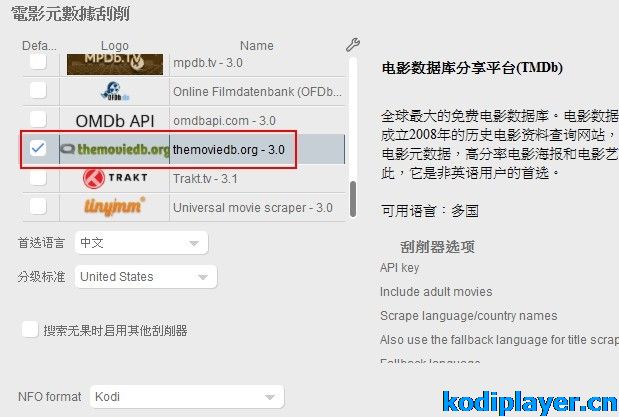 電影元數據刮削
Defa... Logo Name
MPDb.TV mpdb.tv - 3.0
OFDb Online Filmdatenbank (OFDb...
OMDb API omdbapi.com - 3.0
themoviedb.org themoviedb.org - 3.0
TRAKT Trakt.tv - 3.1
tinyMM Universal movie scraper - 3.0
首选语言 中文
分级标准 United States
搜索无果时启用其他刮削器
NFO format Kodi
电影数据库分享平台(TMDb)
全球最大的免费电影数据库。电影数据
成立2008年的历史电影资料查询网站,
电影元数据,高分率电影海报和电影艺
此,它是非英语用户的首选。
可用语言:多国
刮削器选项
API key
Include adult movies
Scrape language/country names
Also use the fallback language for title scrap
Fallback language
kodiplayer.cn